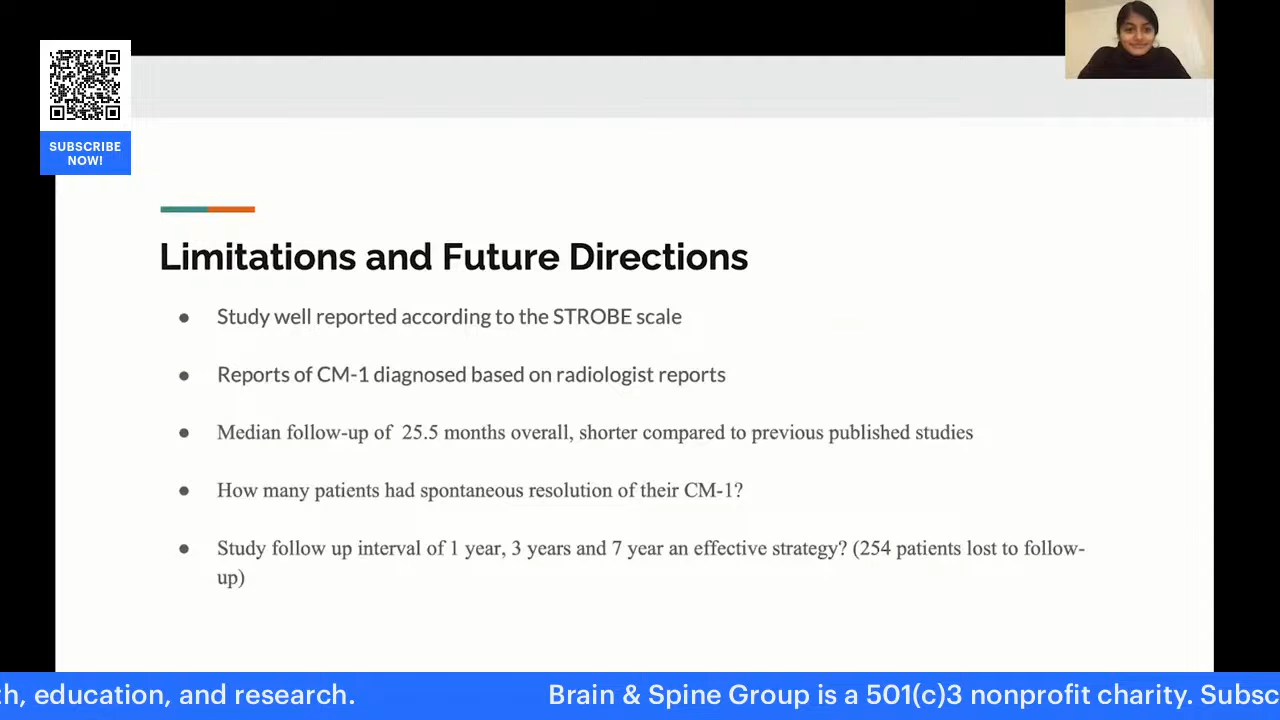 SUBSCRIBE
NOW!
Limitations and Future Directions
● Study well reported according to the STROBE scale
● Reports of CM-1 diagnosed based on radiologist reports
● Median follow-up of 25.5 months overall, shorter compared to previous published studies
● How many patients had spontaneous resolution of their CM-1?
● Study follow up interval of 1 year, 3 years and 7 year an effective strategy? (254 patients lost to follow-
up)
h, education, and research. Brain & Spine Group is a 501(c)3 nonprofit charity. Subsc